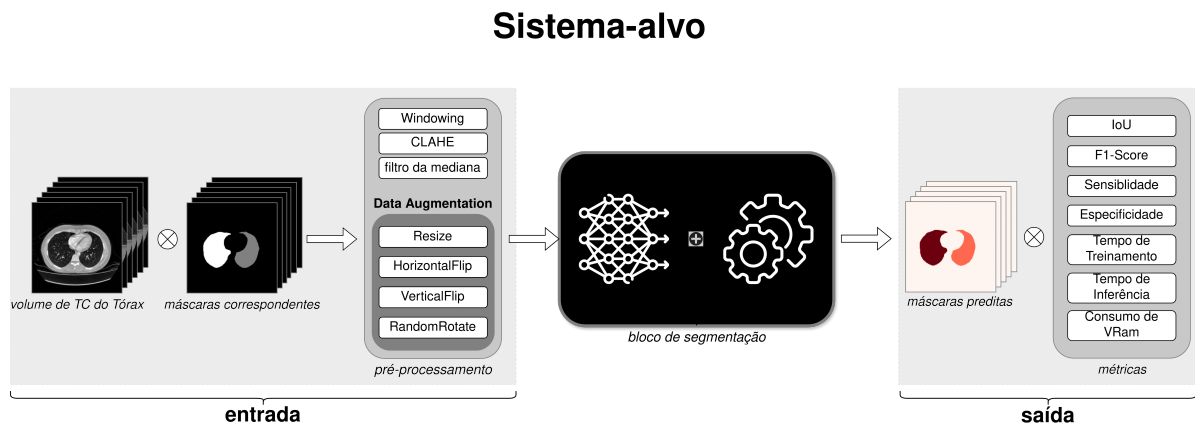 Sistema-alvo
volume de TC do Tórax
máscaras correspondentes
Windowing
CLAHE
filtro da mediana
Data Augmentation
Resize
HorizontalFlip
VerticalFlip
RandomRotate
pré-processamento
entrada
bloco de segmentação
máscaras preditas
IoU
F1-Score
Sensiblidade
Especificidade
Tempo de
Treinamento
Tempo de
Inferência
Consumo de
VRam
métricas
saída